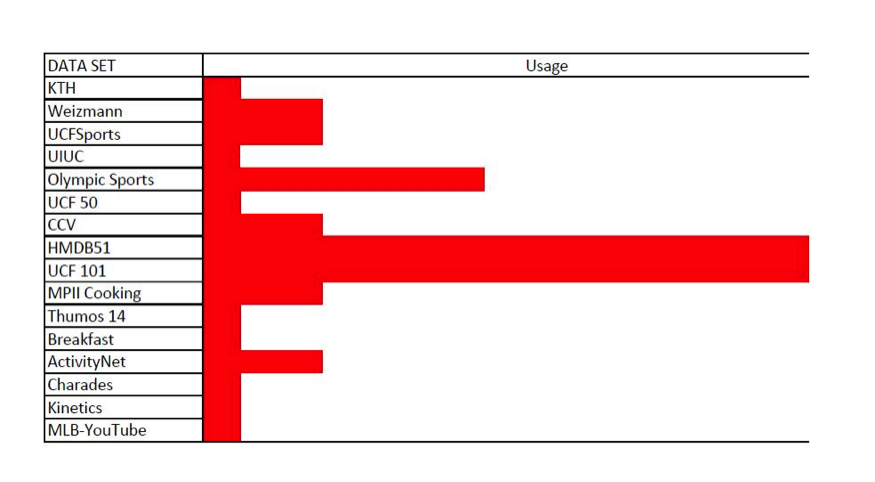 DATA SET Usage
KTH
Weizmann
UCFSports
UIUC
Olympic Sports
UCF 50
CCV
HMDB51
UCF 101
MPII Cooking
Thumos 14
Breakfast
ActivityNet
Charades
Kinetics
MLB-YouTube